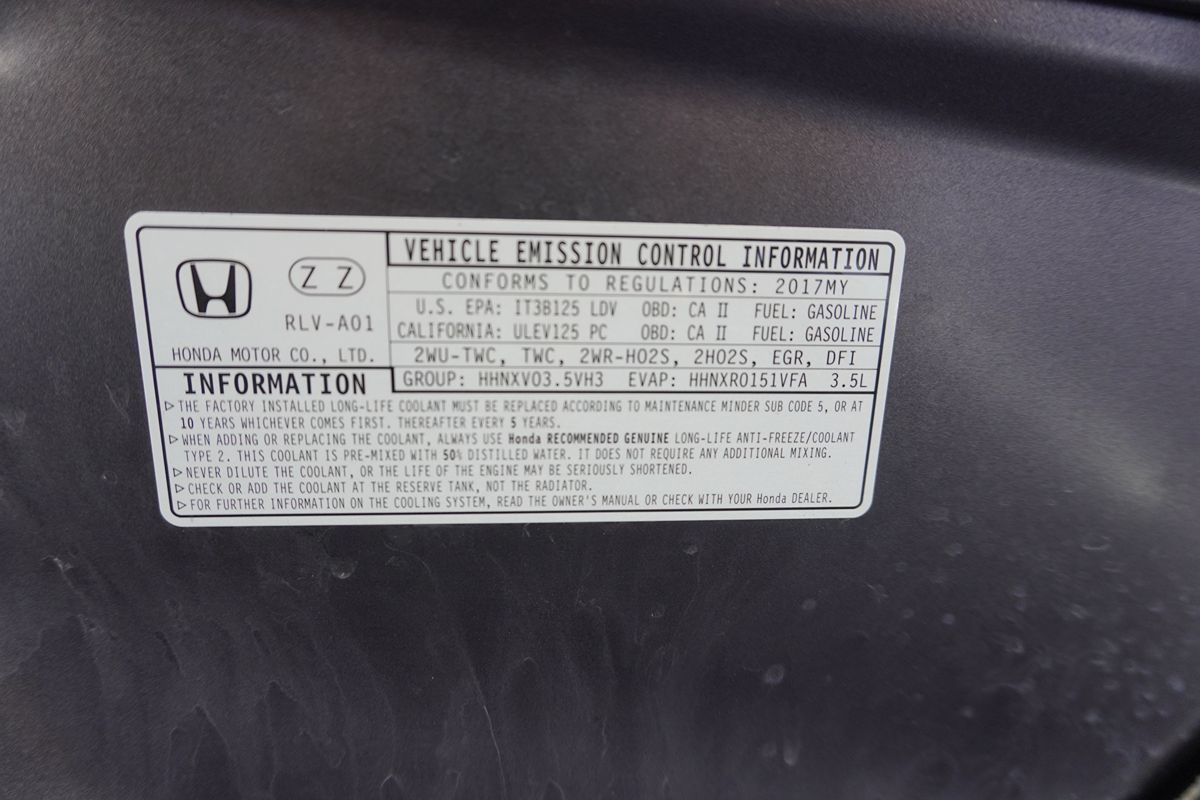 Z Z
RLV-A01
HONDA MOTOR CO., LTD.
VEHICLE EMISSION CONTROL INFORMATION
CONFORMS TO REGULATIONS: 2017MY
U.S. EPA: 1T3B125 LDV OBD: CA II FUEL: GASOLINE
CALIFORNIA: ULEV125 PC OBD: CA II FUEL: GASOLINE
2WU-TWC, TWC, 2WR-HO2S, 2HO2S, EGR, DFI
GROUP: HHNXV03.5VH3 EVAP: HHNXR0151VFA 3.5L
INFORMATION
▷THE FACTORY INSTALLED LONG-LIFE COOLANT MUST BE REPLACED ACCORDING TO MAINTENANCE MINDER SUB CODE 5, OR AT
10 YEARS WHICHEVER COMES FIRST. THEREAFTER EVERY 5 YEARS.
▷WHEN ADDING OR REPLACING THE COOLANT, ALWAYS USE Honda RECOMMENDED GENUINE LONG-LIFE ANTI-FREEZE/COOLANT
TYPE 2. THIS COOLANT IS PRE-MIXED WITH 50% DISTILLED WATER. IT DOES NOT REQUIRE ANY ADDITIONAL MIXING.
▷NEVER DILUTE THE COOLANT, OR THE LIFE OF THE ENGINE MAY BE SERIOUSLY SHORTENED.
▷CHECK OR ADD THE COOLANT AT THE RESERVE TANK, NOT THE RADIATOR.
▷FOR FURTHER INFORMATION ON THE COOLING SYSTEM, READ THE OWNER'S MANUAL OR CHECK WITH YOUR Honda DEALER.